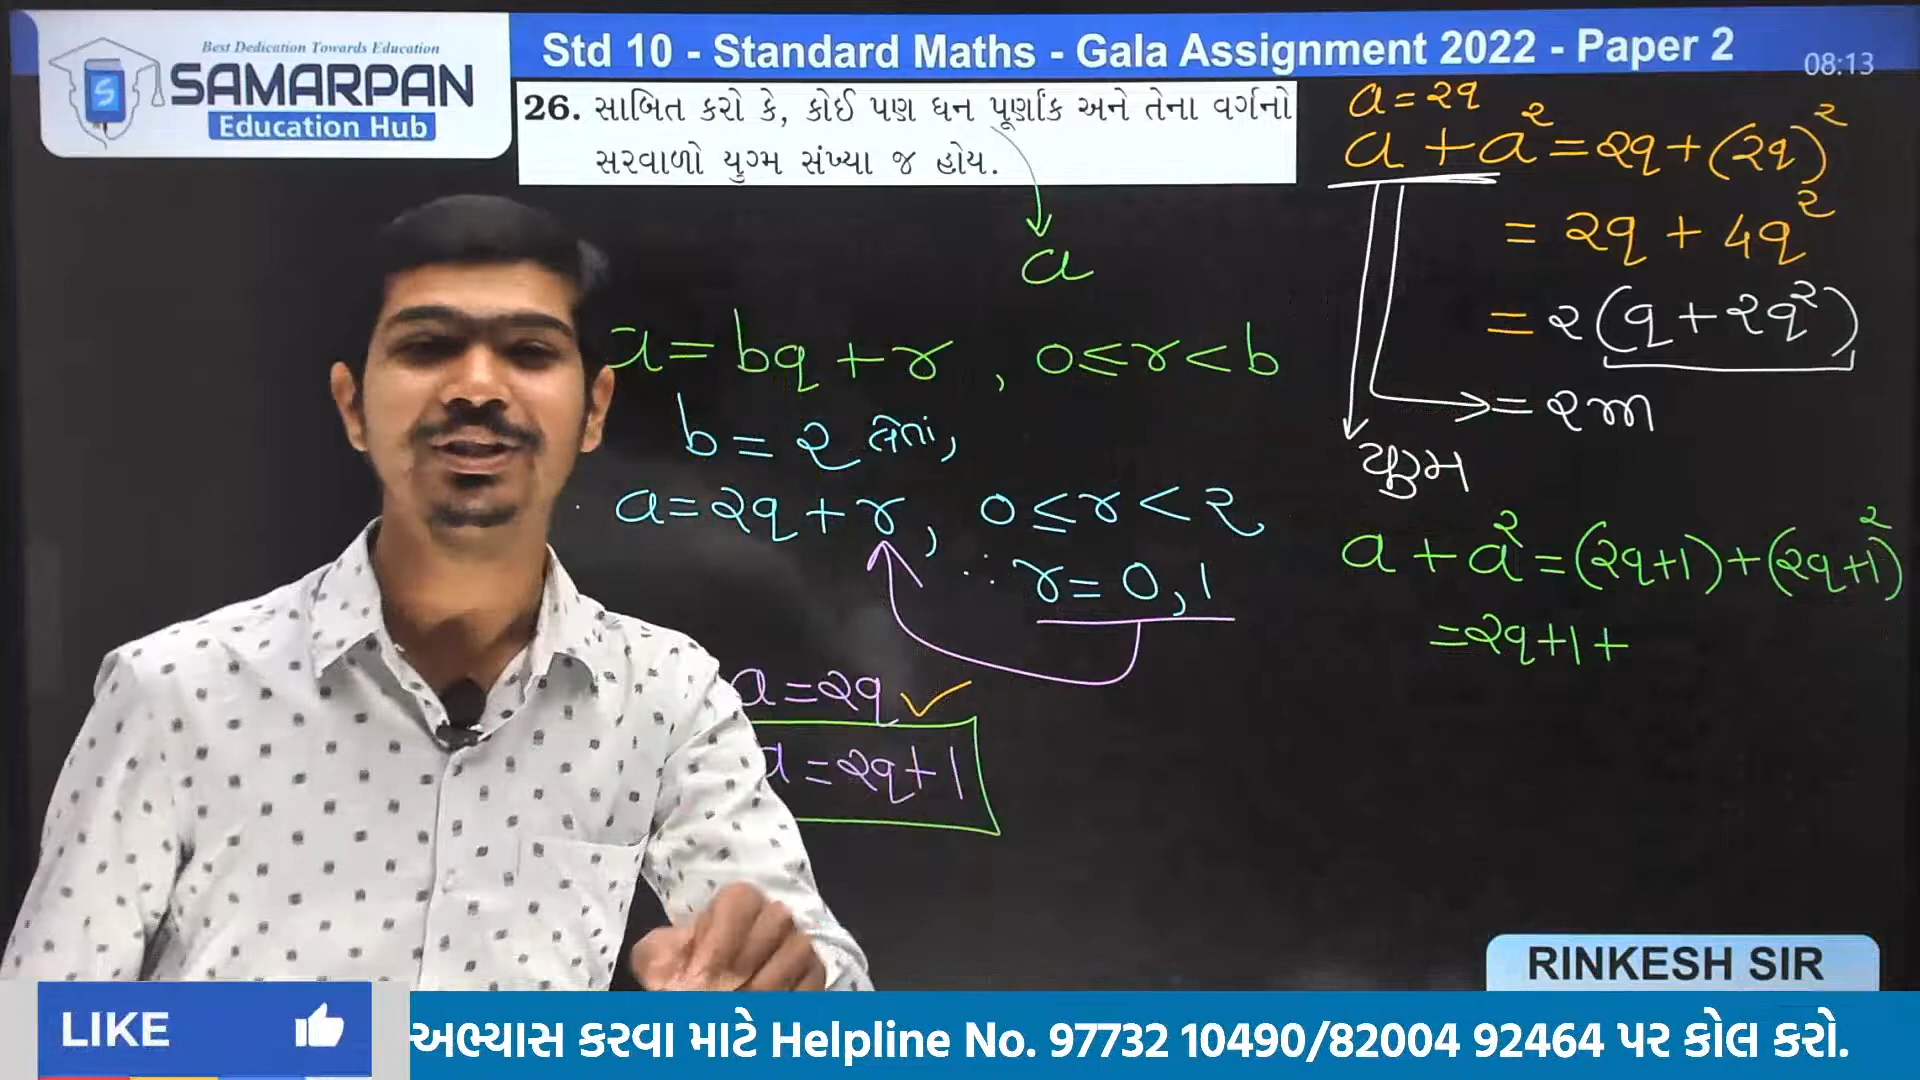 Best Dedication Towards Education
SAMARPAN
Education Hub
Std 10 - Standard Maths - Gala Assignment 2022 - Paper 2
08:13
26. સાબિત કરો કે, કોઈ પણ ધન પૂર્ણાંક અને તેના વર્ગનો
સરવાળો યુગ્મ સંખ્યા જ હોય.
a
a = bq + r , 0 ≤ r < b
b = ૨ લેતાં,
a = ૨q + r , 0 ≤ r < ૨
∴ r = 0, 1
a = ૨q ✓
a = ૨q + 1
a = ૨q
a + a² = ૨q + (૨q)²
= ૨q + 4q²
= ૨(q + ૨q²)
= ૨m
યુગ્મ
a + a² = (૨q+1) + (૨q+1)²
= ૨q+1 +
RINKESH SIR
LIKE
અભ્યાસ કરવા માટે Helpline No. 97732 10490/82004 92464 પર કોલ કરો.